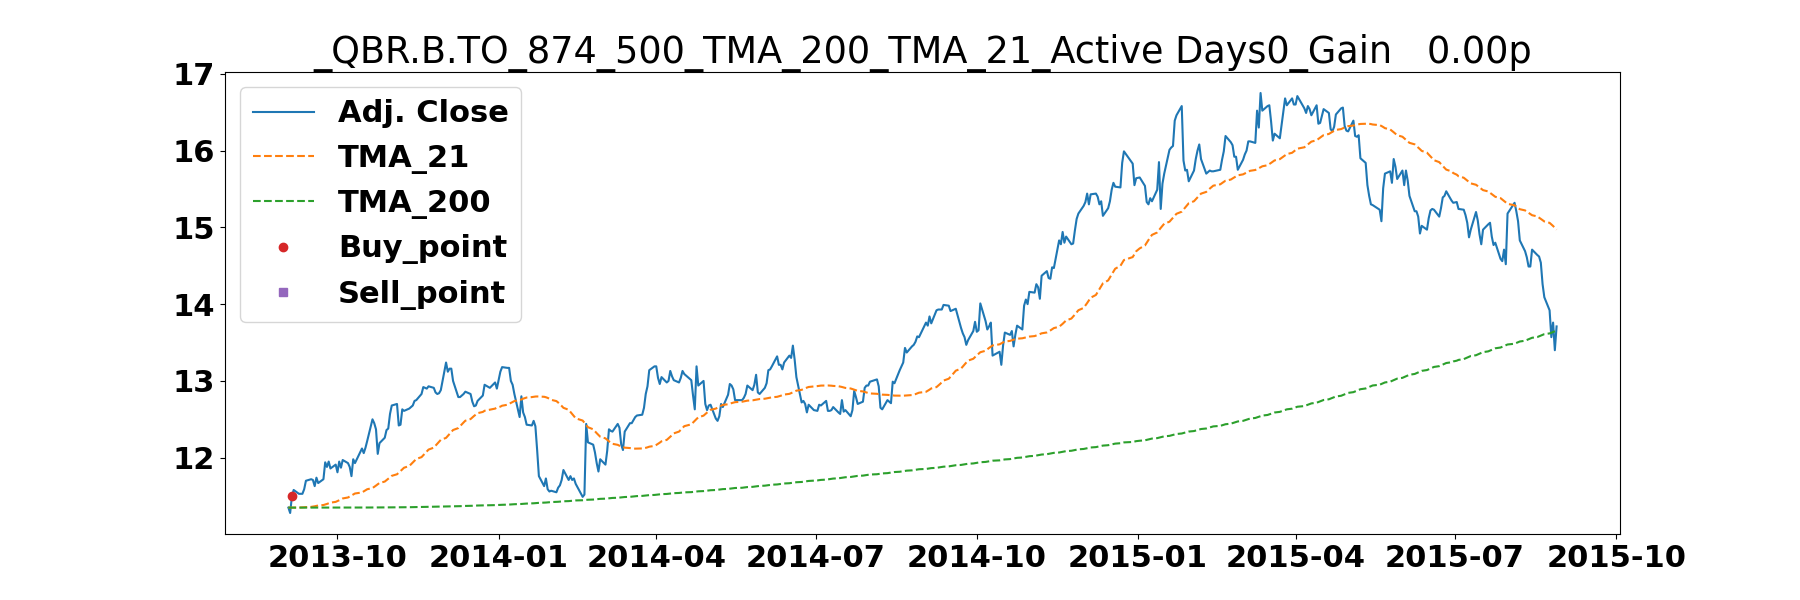 _QBR.B.TO_874_500_TMA_200_TMA_21_Active Days0_Gain   0.00p
17
16
15
14
13
12
Adj. Close
TMA_21
TMA_200
Buy_point
Sell_point
2013-10 2014-01 2014-04 2014-07 2014-10 2015-01 2015-04 2015-07 2015-10